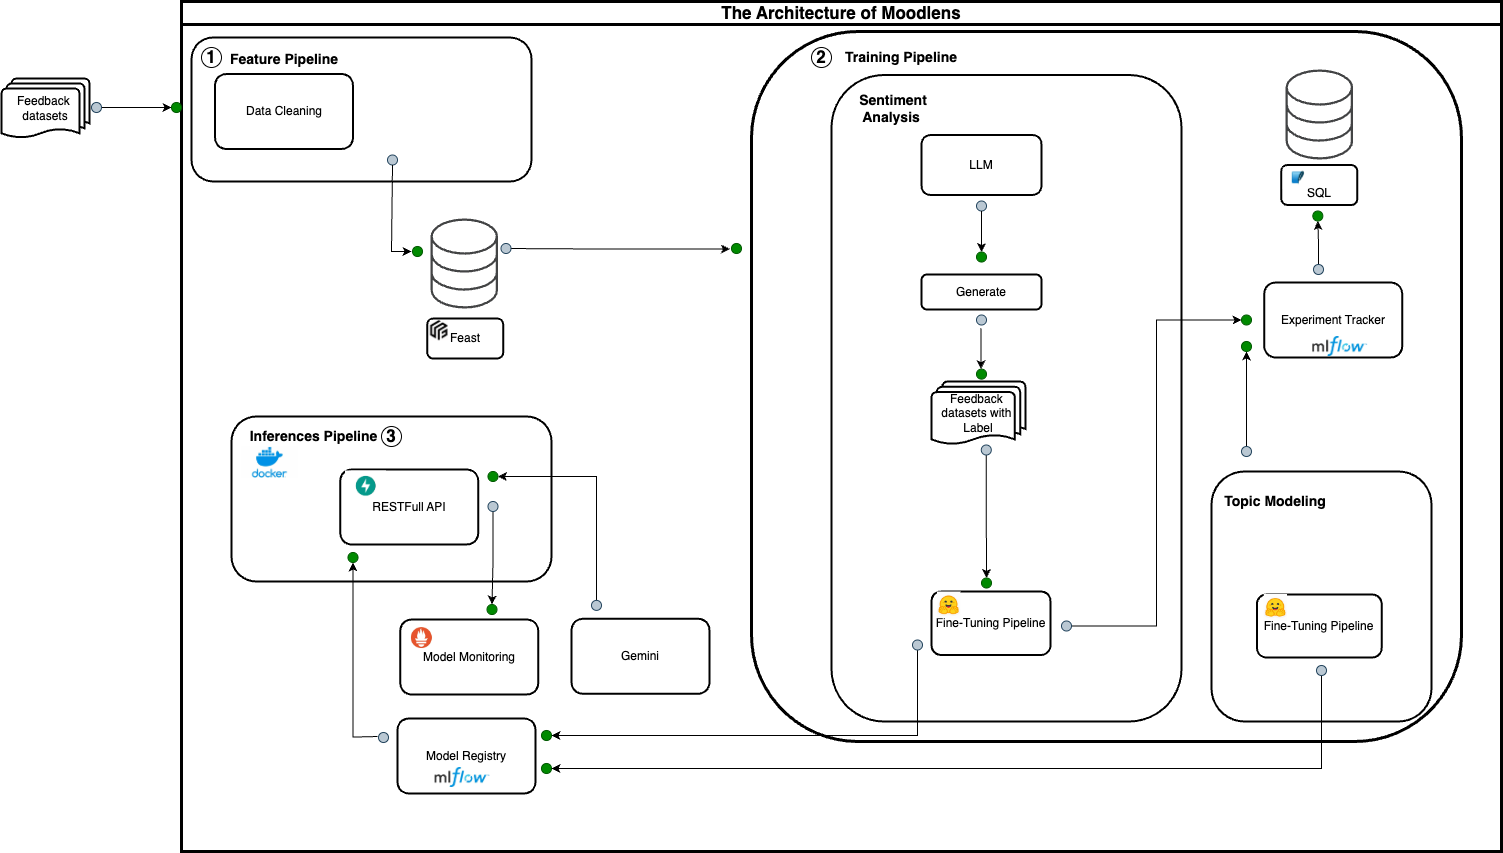 The Architecture of Moodlens
Feedback
datasets
1
Feature Pipeline
Data Cleaning
Feast
2
Training Pipeline
Sentiment
Analysis
LLM
Generate
Feedback
datasets with
Label
Fine-Tuning Pipeline
SQL
Experiment Tracker
mlflow
Topic Modeling
Fine-Tuning Pipeline
Inferences Pipeline
3
docker
RESTFull API
Model Monitoring
Gemini
Model Registry
mlflow